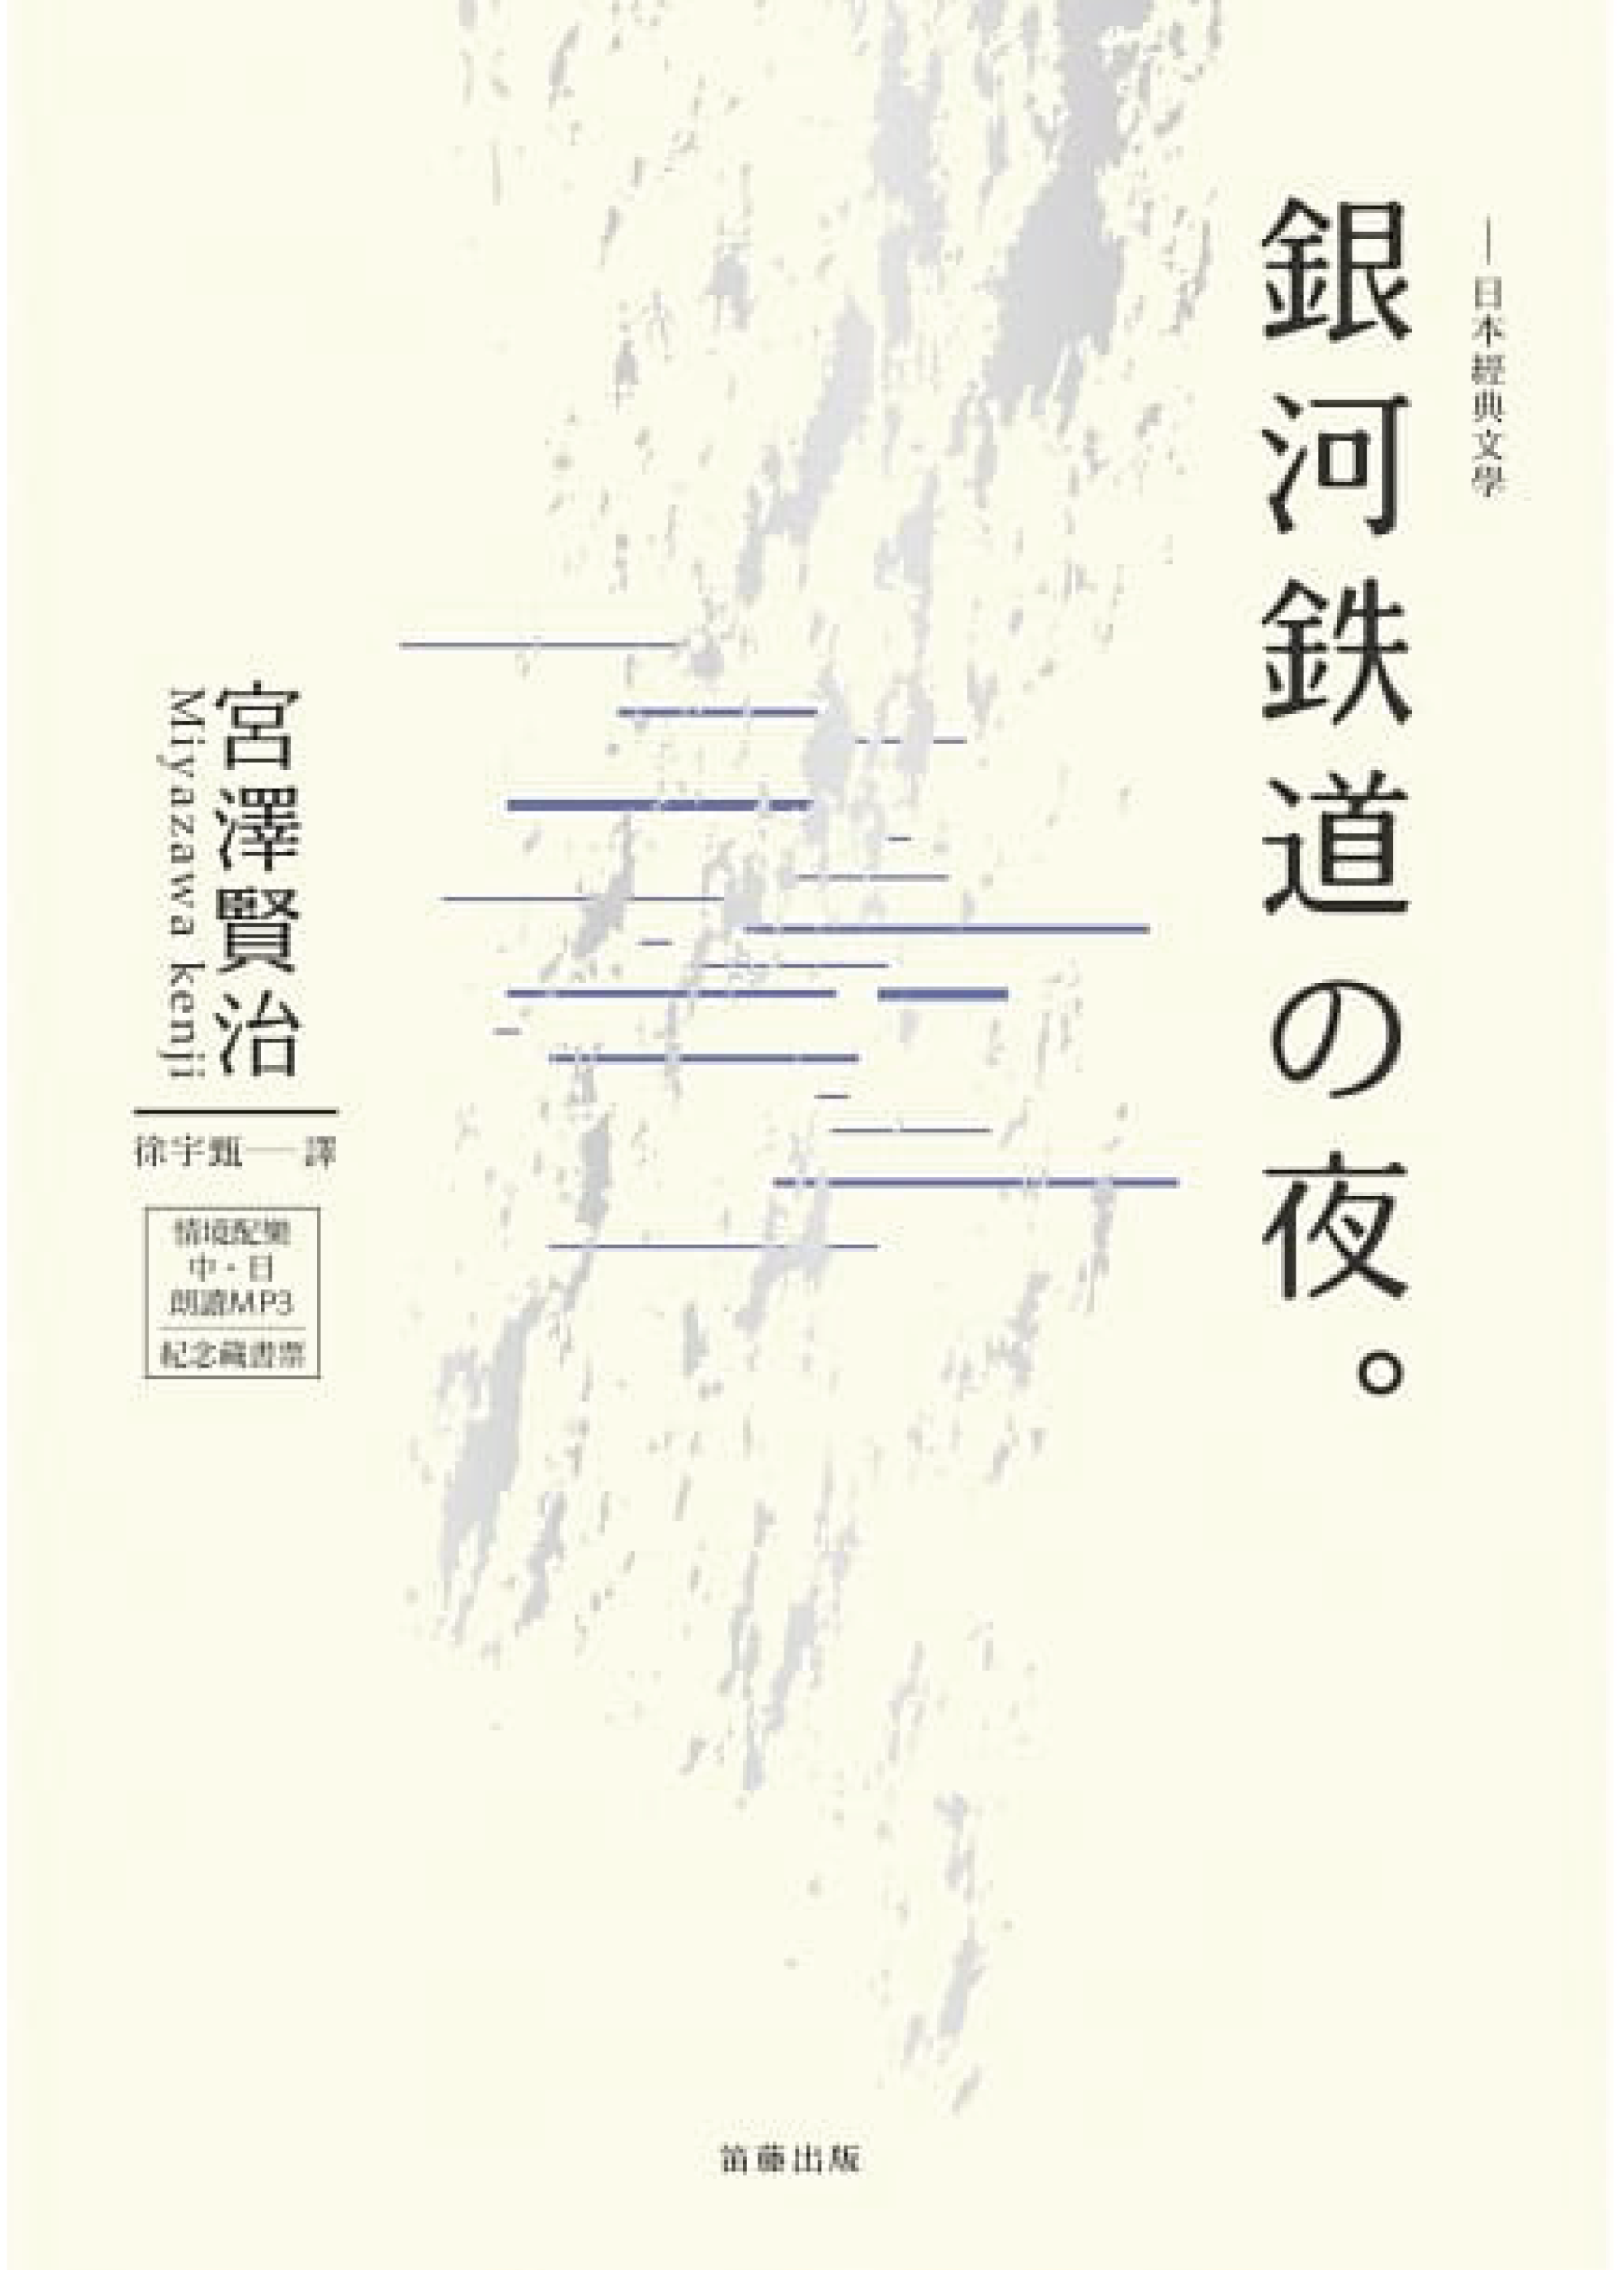 —日本經典文學
銀河鉄道の夜。
宮澤賢治
Miyazawa kenji
徐宇甄—譯
情境配樂
中・日
朗讀MP3
紀念藏書票
笛藤出版